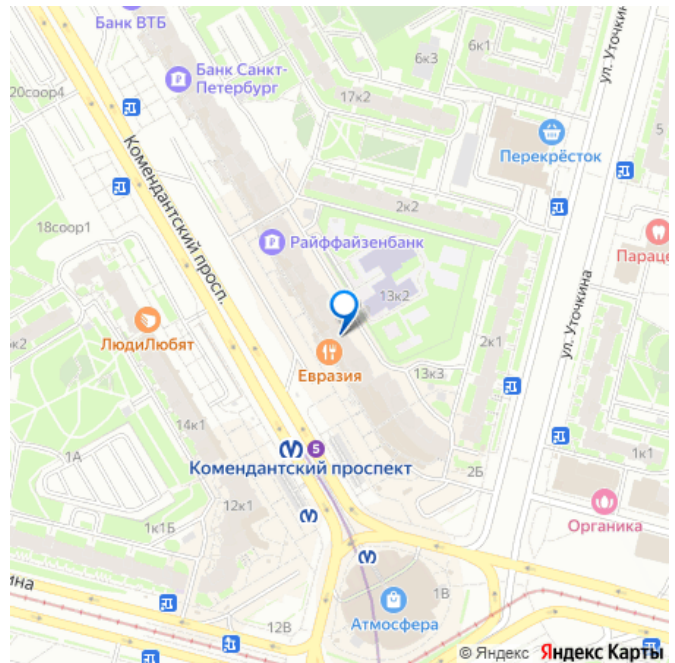 Банк ВТБ
Банк Санкт-
Петербург
20соор4
6к3
6к1
ул. Уточкина
17к2
Перекрёсток
5
Комендантский просп.
2к2
18соор1
Райффайзенбанк
Параце
13к2
ул. Уточкина
ЛюдиЛюбят
к2
Евразия
13к3
2к1
14к1
5
Комендантский проспект
1А
2Б
1к1
12к1
1к1Б
Органика
ина
1В
Атмосфера
12В
© Яндекс Яндекс Карты